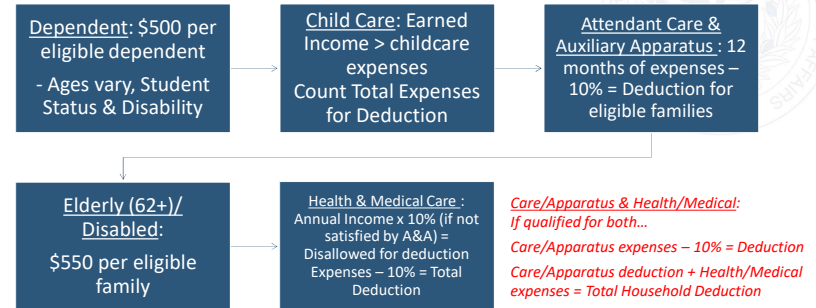 Dependent: $500 per
eligible dependent
- Ages vary, Student
Status & Disability
Child Care: Earned
Income > childcare
expenses
Count Total Expenses
for Deduction
Attendant Care &
Auxiliary Apparatus : 12
months of expenses –
10% = Deduction for
eligible families
Elderly (62+)/
Disabled:
$550 per eligible
family
Health & Medical Care :
Annual Income x 10% (if not
satisfied by A&A) =
Disallowed for deduction
Expenses – 10% = Total
Deduction
Care/Apparatus & Health/Medical:
If qualified for both…
Care/Apparatus expenses – 10% = Deduction
Care/Apparatus deduction + Health/Medical
expenses = Total Household Deduction
AFFAIRS